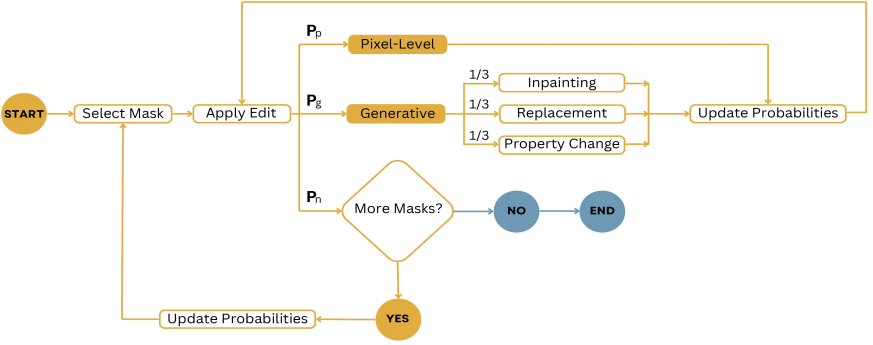 START
Select Mask
Apply Edit
Pp
Pixel-Level
Pg
Generative
1/3
Inpainting
1/3
Replacement
1/3
Property Change
Update Probabilities
Pn
More Masks?
NO
END
YES
Update Probabilities